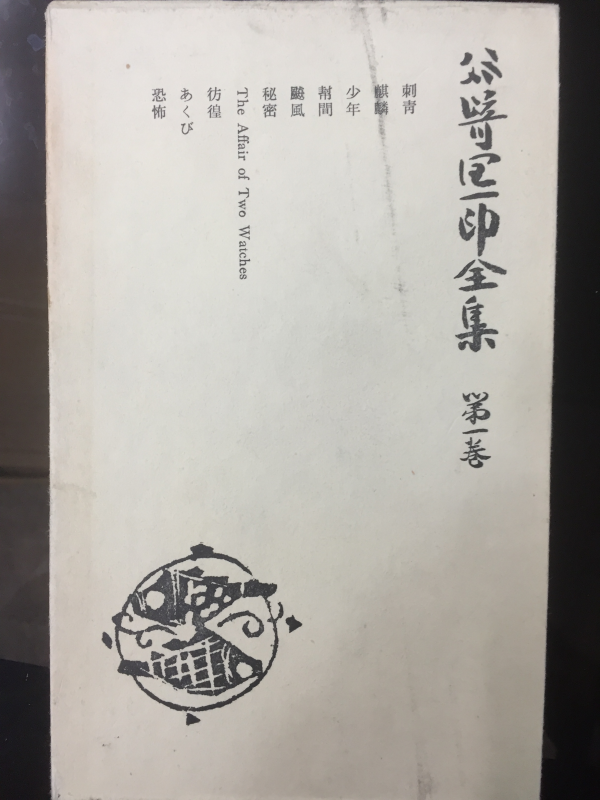 谷崎潤一郎全集 第一巻
刺青
麒麟
少年
幇間
飈風
秘密
The Affair of Two Watches
彷徨
あくび
恐怖